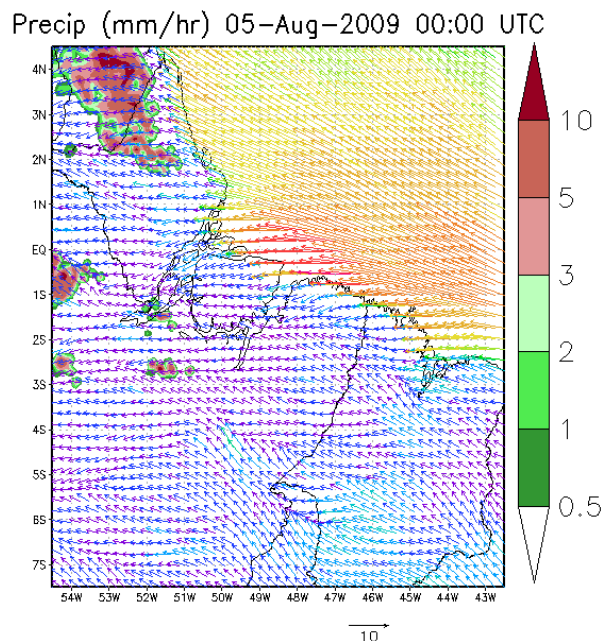 Precip (mm/hr) 05-Aug-2009 00:00 UTC
4N
3N
2N
1N
EQ
1S
2S
3S
4S
5S
6S
7S
54W 53W 52W 51W 50W 49W 48W 47W 46W 45W 44W 43W
10
5
3
2
1
0.5
10